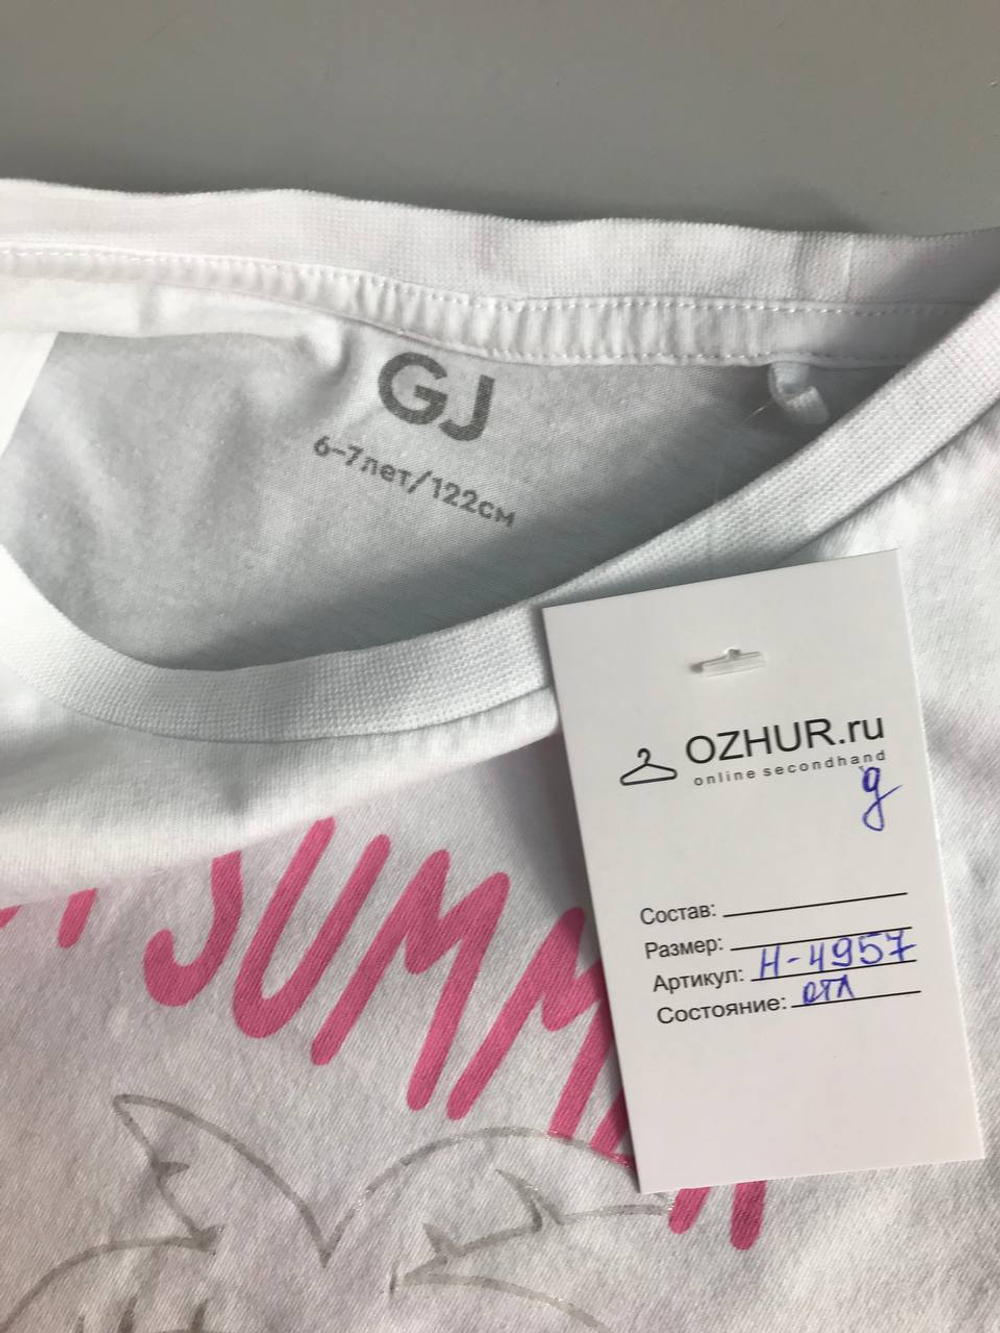 GJ
6-7лет/122см
SUMM
OZHUR.ru
online secondhand
g
Состав:
Размер:
Артикул: Н-4957
Состояние: отл